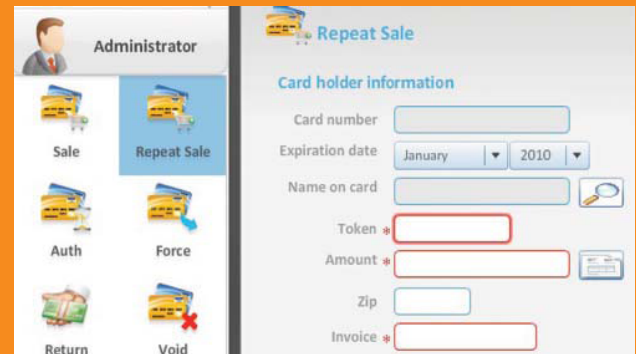 Administrator
Sale
Repeat Sale
Auth
Force
Return
Void
Repeat Sale
Card holder information
Card number
Expiration date
January
2010
Name on card
Token *
Amount *
Zip
Invoice *